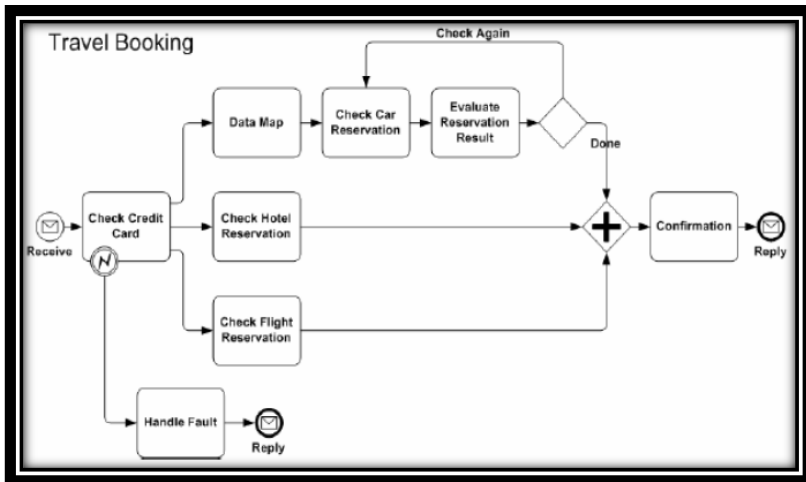 Travel Booking
Check Again
Data Map
Check Car
Reservation
Evaluate
Reservation
Result
Done
Receive
Check Credit
Card
Check Hotel
Reservation
Confirmation
Reply
Check Flight
Reservation
Handle Fault
Reply